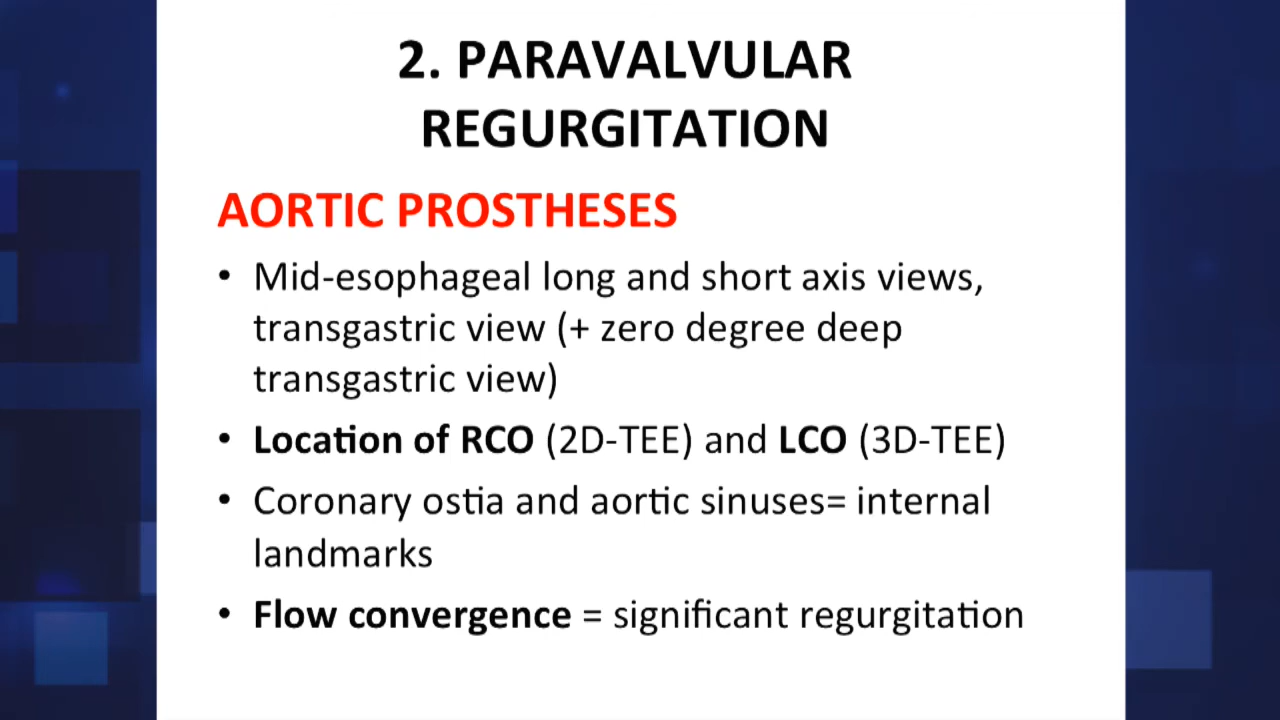 2. PARAVALVULAR
REGURGITATION
AORTIC PROSTHESES
• Mid-esophageal long and short axis views,
transgastric view (+ zero degree deep
transgastric view)
• Location of RCO (2D-TEE) and LCO (3D-TEE)
• Coronary ostia and aortic sinuses= internal
landmarks
• Flow convergence = significant regurgitation